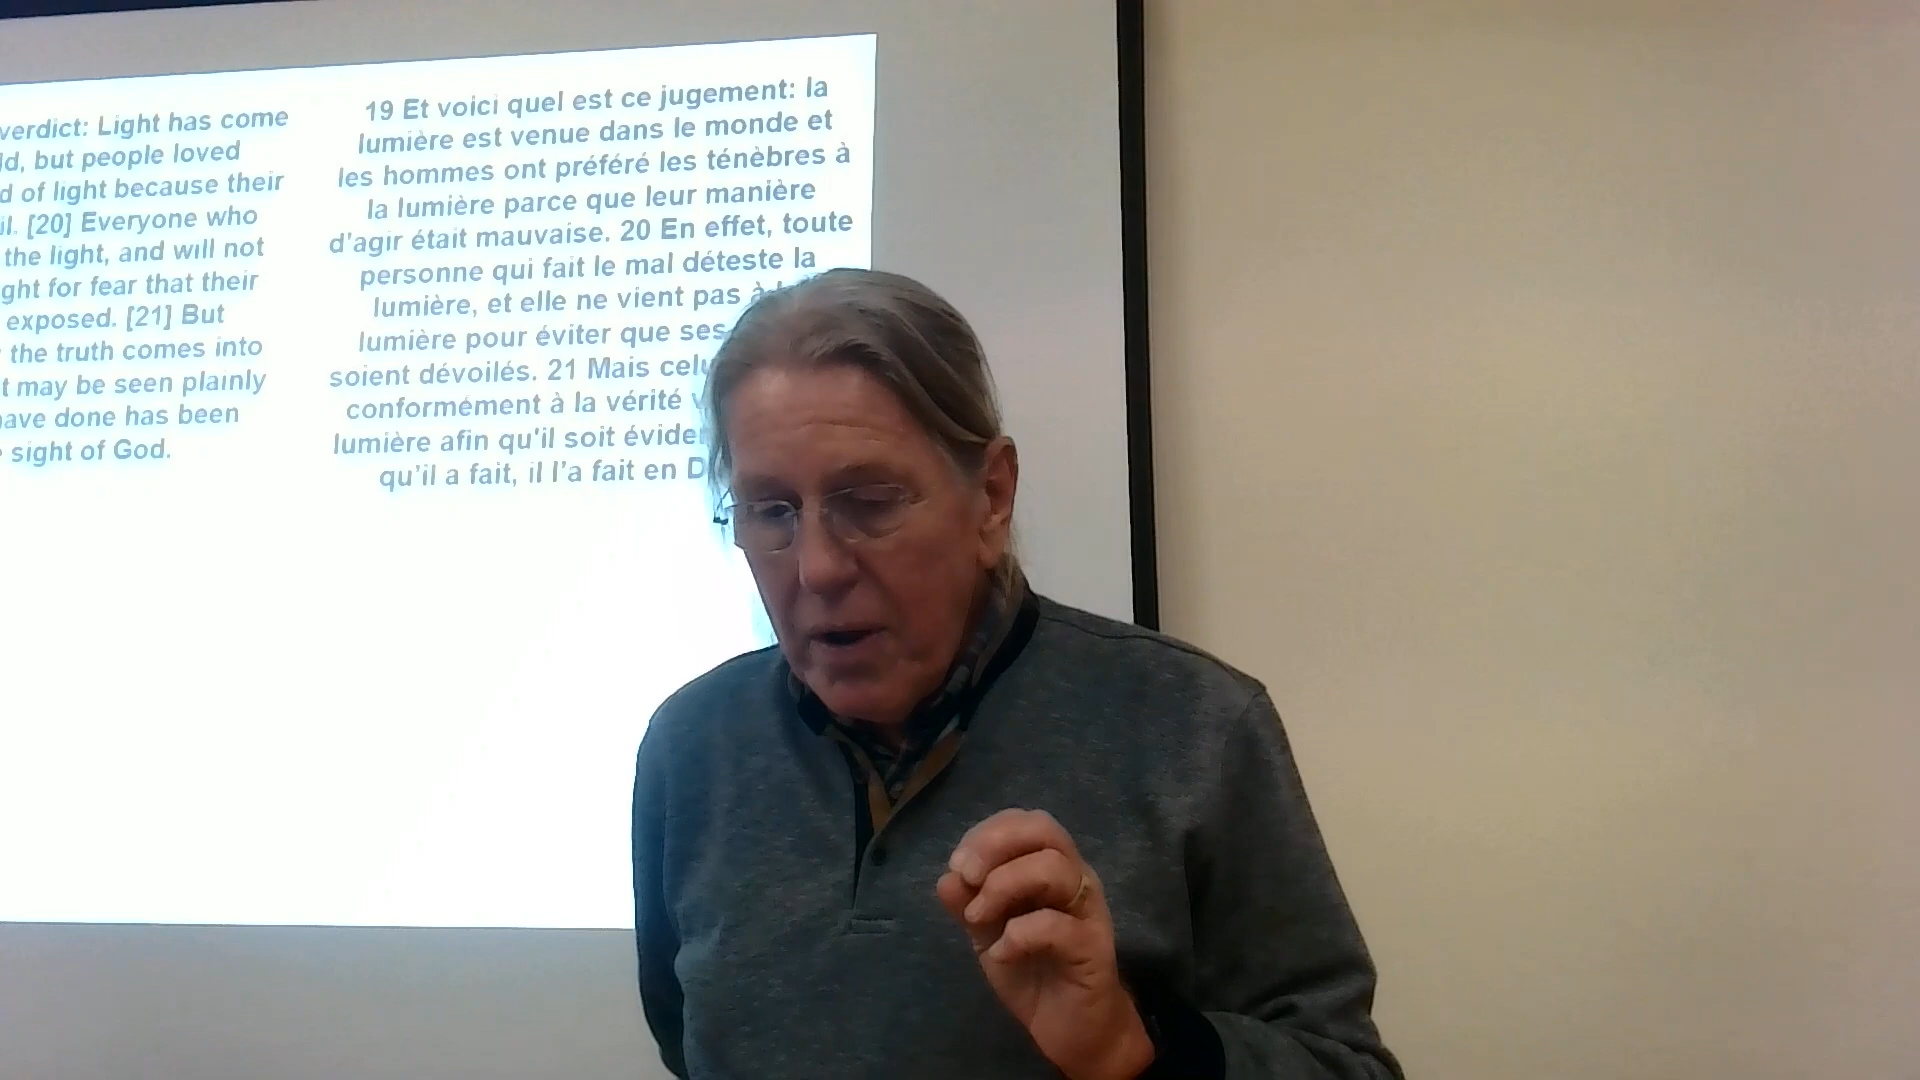 verdict: Light has come
but people loved
of light because their
[20] Everyone who
the light, and will not
for fear that their
exposed. [21] But
the truth comes into
may be seen plainly
done has been
sight of God.
19 Et voici quel est ce jugement: la
lumière est venue dans le monde et
les hommes ont préféré les ténèbres à
la lumière parce que leur manière
d'agir était mauvaise. 20 En effet, toute
personne qui fait le mal déteste la
lumière, et elle ne vient pas à
lumière pour éviter que ses
soient dévoilés. 21 Mais
conformément à la vérité
lumière afin qu'il soit
qu'il a fait, il l'a fait en